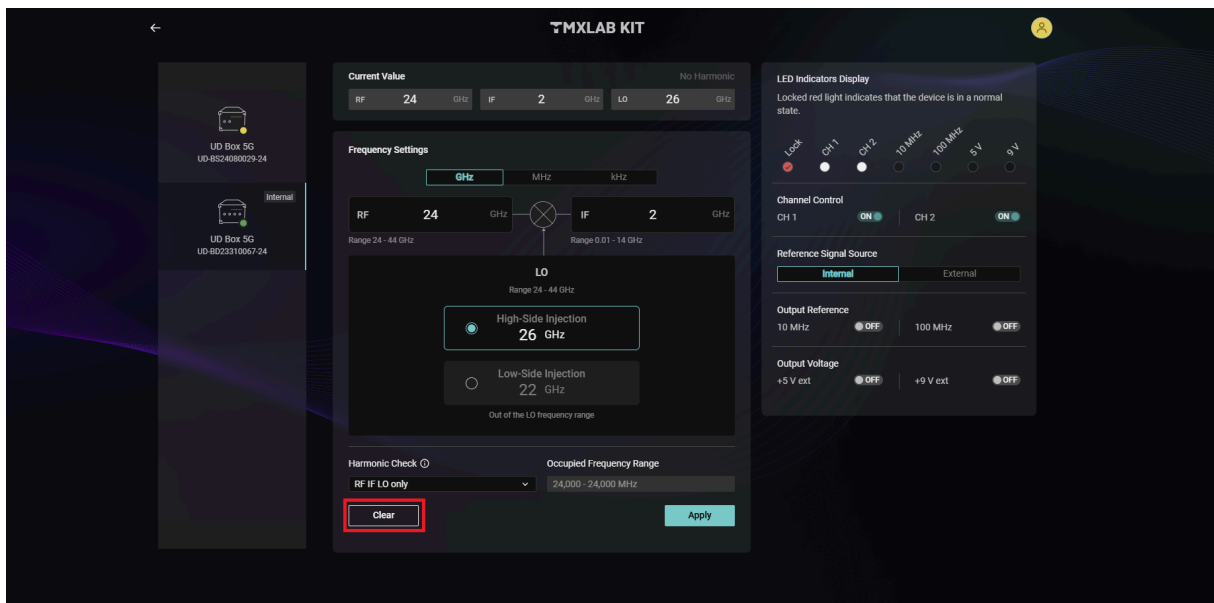 TMXLAB KIT
UD Box 5G
UD-BS24080029-24
Internal
UD Box 5G
UD-BD23310067-24
Current Value
No Harmonic
RF 24 GHz IF 2 GHz LO 26 GHz
Frequency Settings
GHz MHz kHz
RF 24 GHz IF 2 GHz
Range 24 - 44 GHz Range 0.01 - 14 GHz
LO
Range 24 - 44 GHz
High-Side Injection
26 GHz
Low-Side Injection
22 GHz
Out of the LO frequency range
Harmonic Check Occupied Frequency Range
RF IF LO only 24,000 - 24,000 MHz
Clear Apply
LED Indicators Display
Locked red light indicates that the device is in a normal
state.
Lock CH 1 CH 2 10 MHz 100 MHz 5 V 9 V
Channel Control
CH 1 ON CH 2 ON
Reference Signal Source
Internal External
Output Reference
10 MHz OFF 100 MHz OFF
Output Voltage
+5 V ext OFF +9 V ext OFF